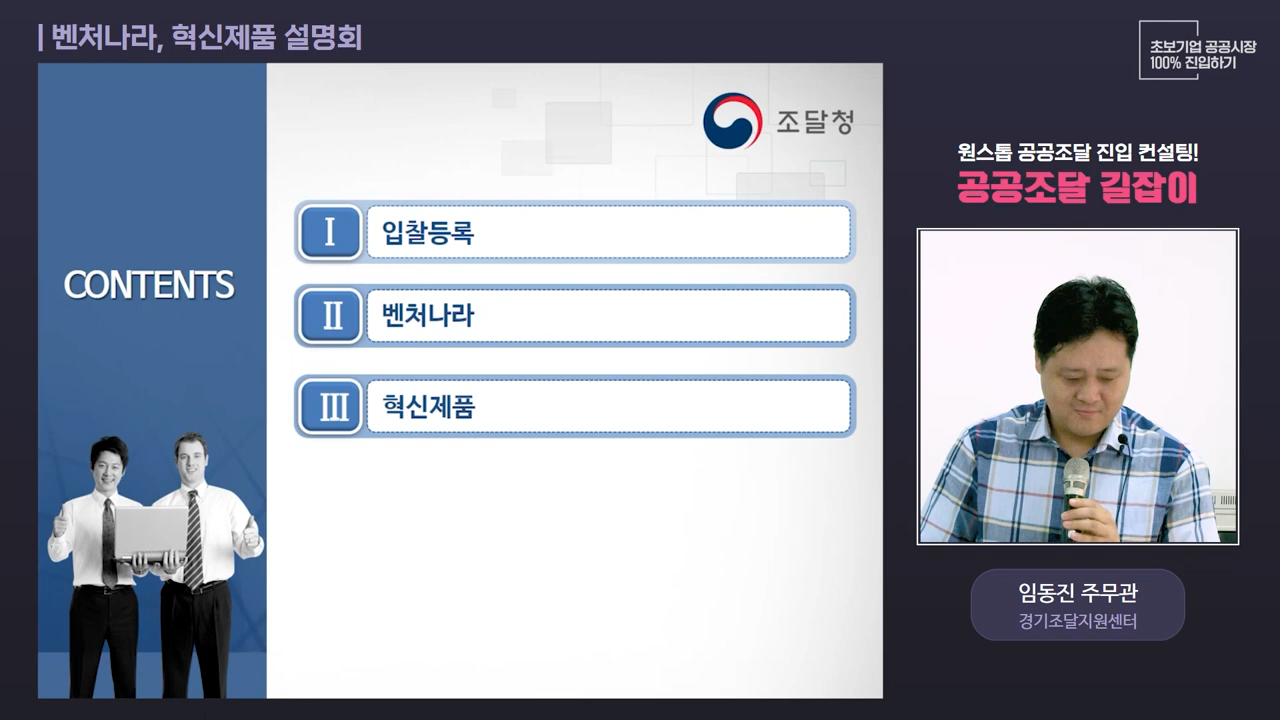 | 벤처나라, 혁신제품 설명회
초보기업 공공시장
100% 진입하기
조달청
CONTENTS
Ⅰ 입찰등록
Ⅱ 벤처나라
Ⅲ 혁신제품
원스톱 공공조달 진입 컨설팅!
공공조달 길잡이
임동진 주무관
경기조달지원센터